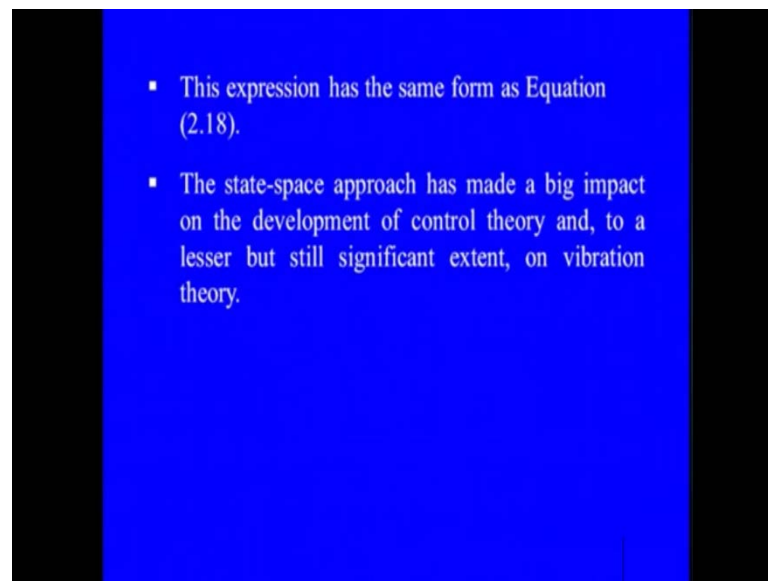 ▪ This expression has the same form as Equation
(2.18).
▪ The state-space approach has made a big impact
on the development of control theory and, to a
lesser but still significant extent, on vibration
theory.